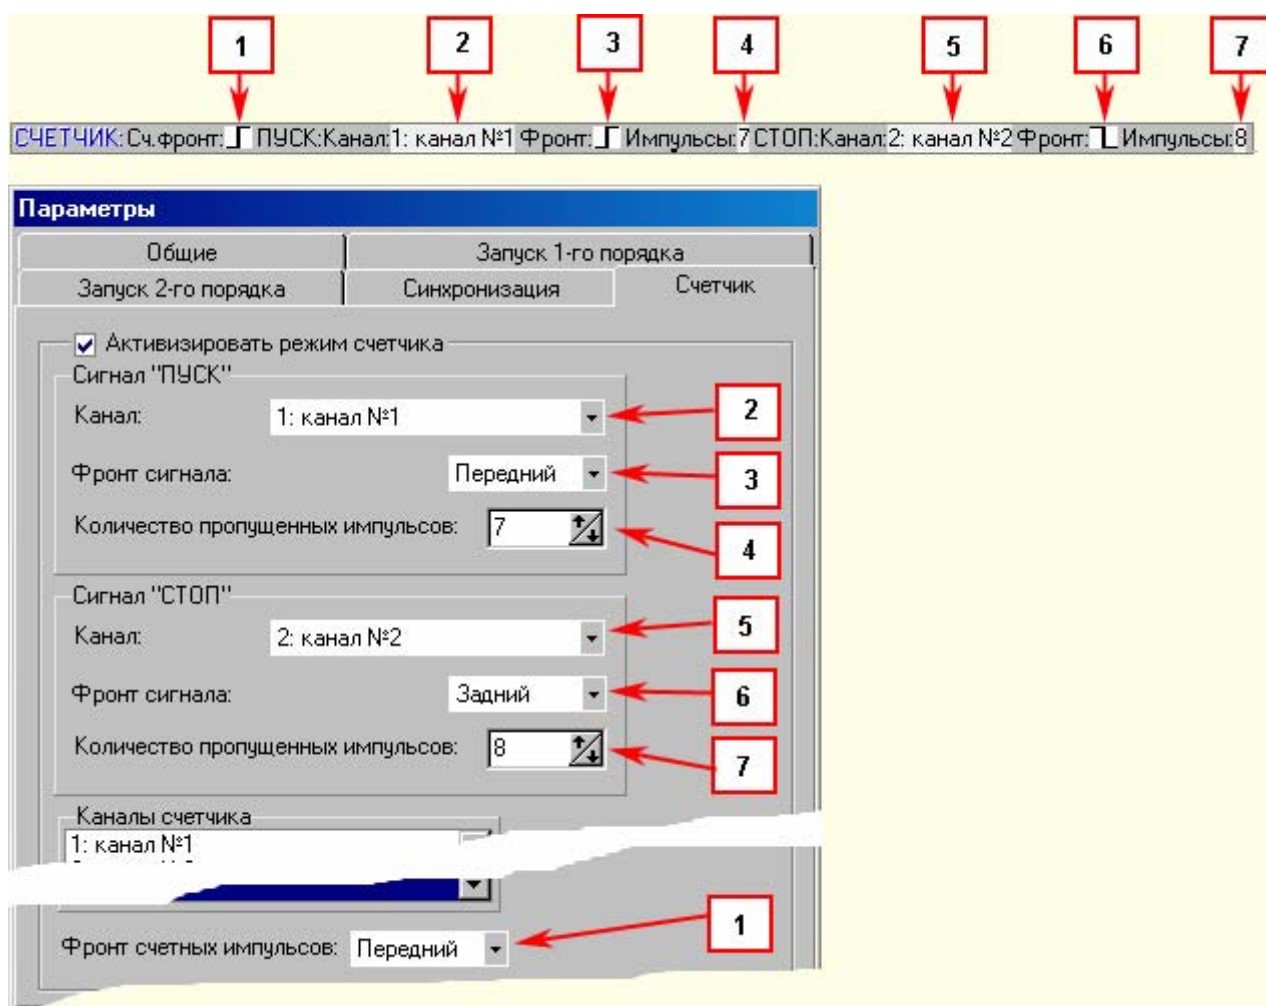 1 2 3 4 5 6 7
СЧЕТЧИК: Сч.фронт: ПУСК:Канал:1: канал №1 Фронт: Импульсы:7 СТОП:Канал:2: канал №2 Фронт: Импульсы:8
Параметры
Общие Запуск 1-го порядка
Запуск 2-го порядка Синхронизация Счетчик
Активизировать режим счетчика
Сигнал "ПУСК"
Канал: 1: канал №1 2
Фронт сигнала: Передний 3
Количество пропущенных импульсов: 7 4
Сигнал "СТОП"
Канал: 2: канал №2 5
Фронт сигнала: Задний 6
Количество пропущенных импульсов: 8 7
Каналы счетчика
1: канал №1
Фронт счетных импульсов: Передний 1